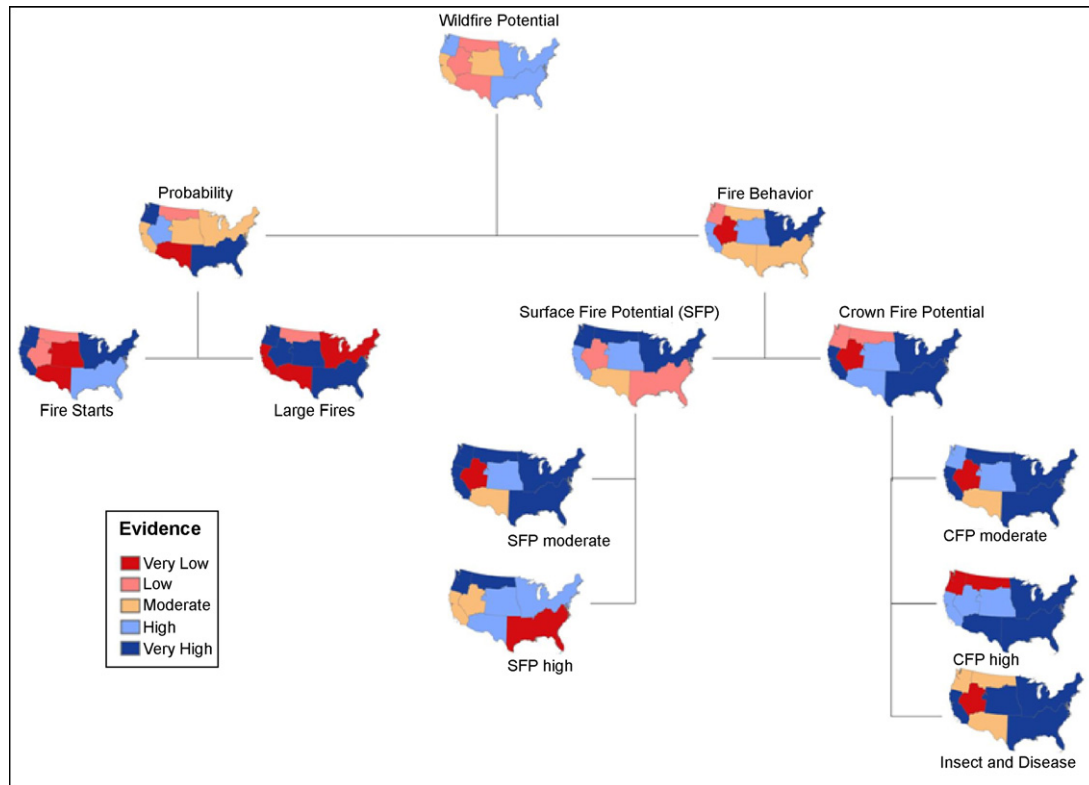 Wildfire Potential
Probability
Fire Behavior
Surface Fire Potential (SFP)
Crown Fire Potential
Fire Starts
Large Fires
SFP moderate
CFP moderate
Evidence
Very Low
Low
Moderate
High
Very High
SFP high
CFP high
Insect and Disease